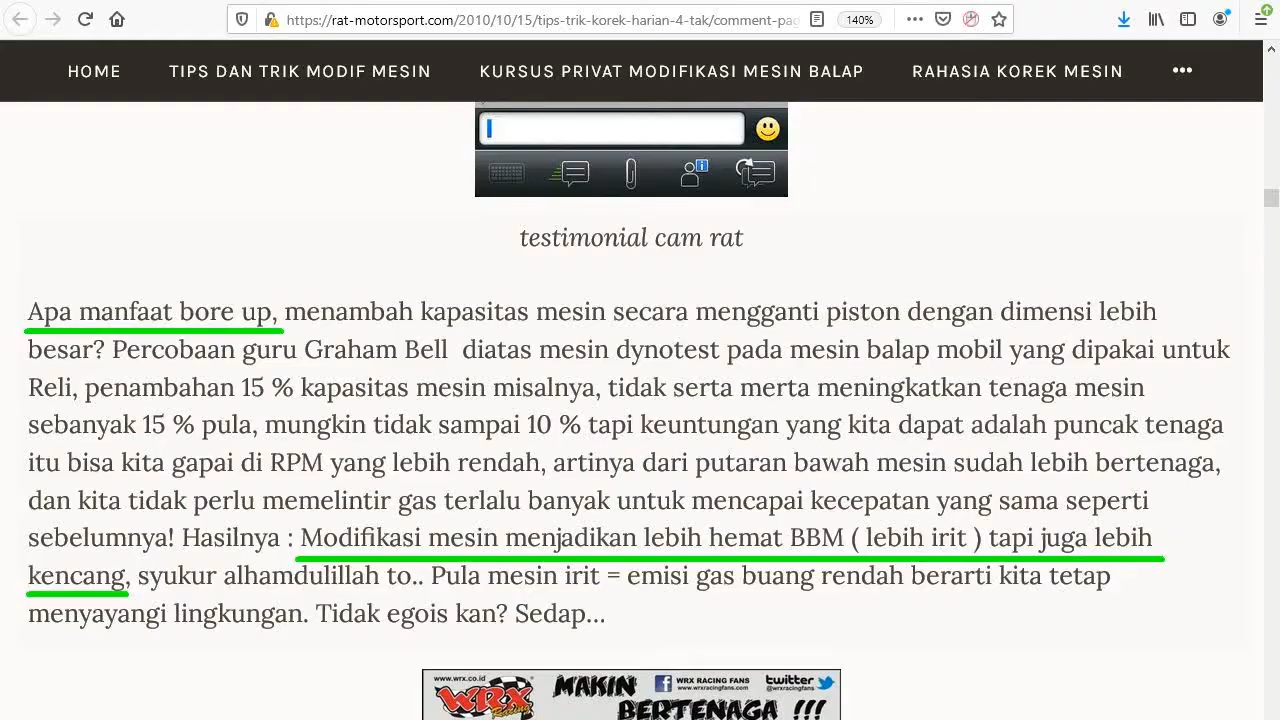 https://rat-motorsport.com/2010/10/15/tips-trik-korek-harian-4-tak/comment-pag
140%
HOME TIPS DAN TRIK MODIF MESIN KURSUS PRIVAT MODIFIKASI MESIN BALAP RAHASIA KOREK MESIN
testimonial cam rat
Apa manfaat bore up, menambah kapasitas mesin secara mengganti piston dengan dimensi lebih
besar? Percobaan guru Graham Bell diatas mesin dynotest pada mesin balap mobil yang dipakai untuk
Reli, penambahan 15 % kapasitas mesin misalnya, tidak serta merta meningkatkan tenaga mesin
sebanyak 15 % pula, mungkin tidak sampai 10 % tapi keuntungan yang kita dapat adalah puncak tenaga
itu bisa kita gapai di RPM yang lebih rendah, artinya dari putaran bawah mesin sudah lebih bertenaga,
dan kita tidak perlu memelintir gas terlalu banyak untuk mencapai kecepatan yang sama seperti
sebelumnya! Hasilnya : Modifikasi mesin menjadikan lebih hemat BBM ( lebih irit ) tapi juga lebih
kencang, syukur alhamdulillah to.. Pula mesin irit = emisi gas buang rendah berarti kita tetap
menyayangi lingkungan. Tidak egois kan? Sedap...
www.wrx.co.id
WRX
Racing
MAKIN
BERTENAGA !!!
WRX RACING FANS
www.wrxracingfans.com
twitter
@wrxracingfans